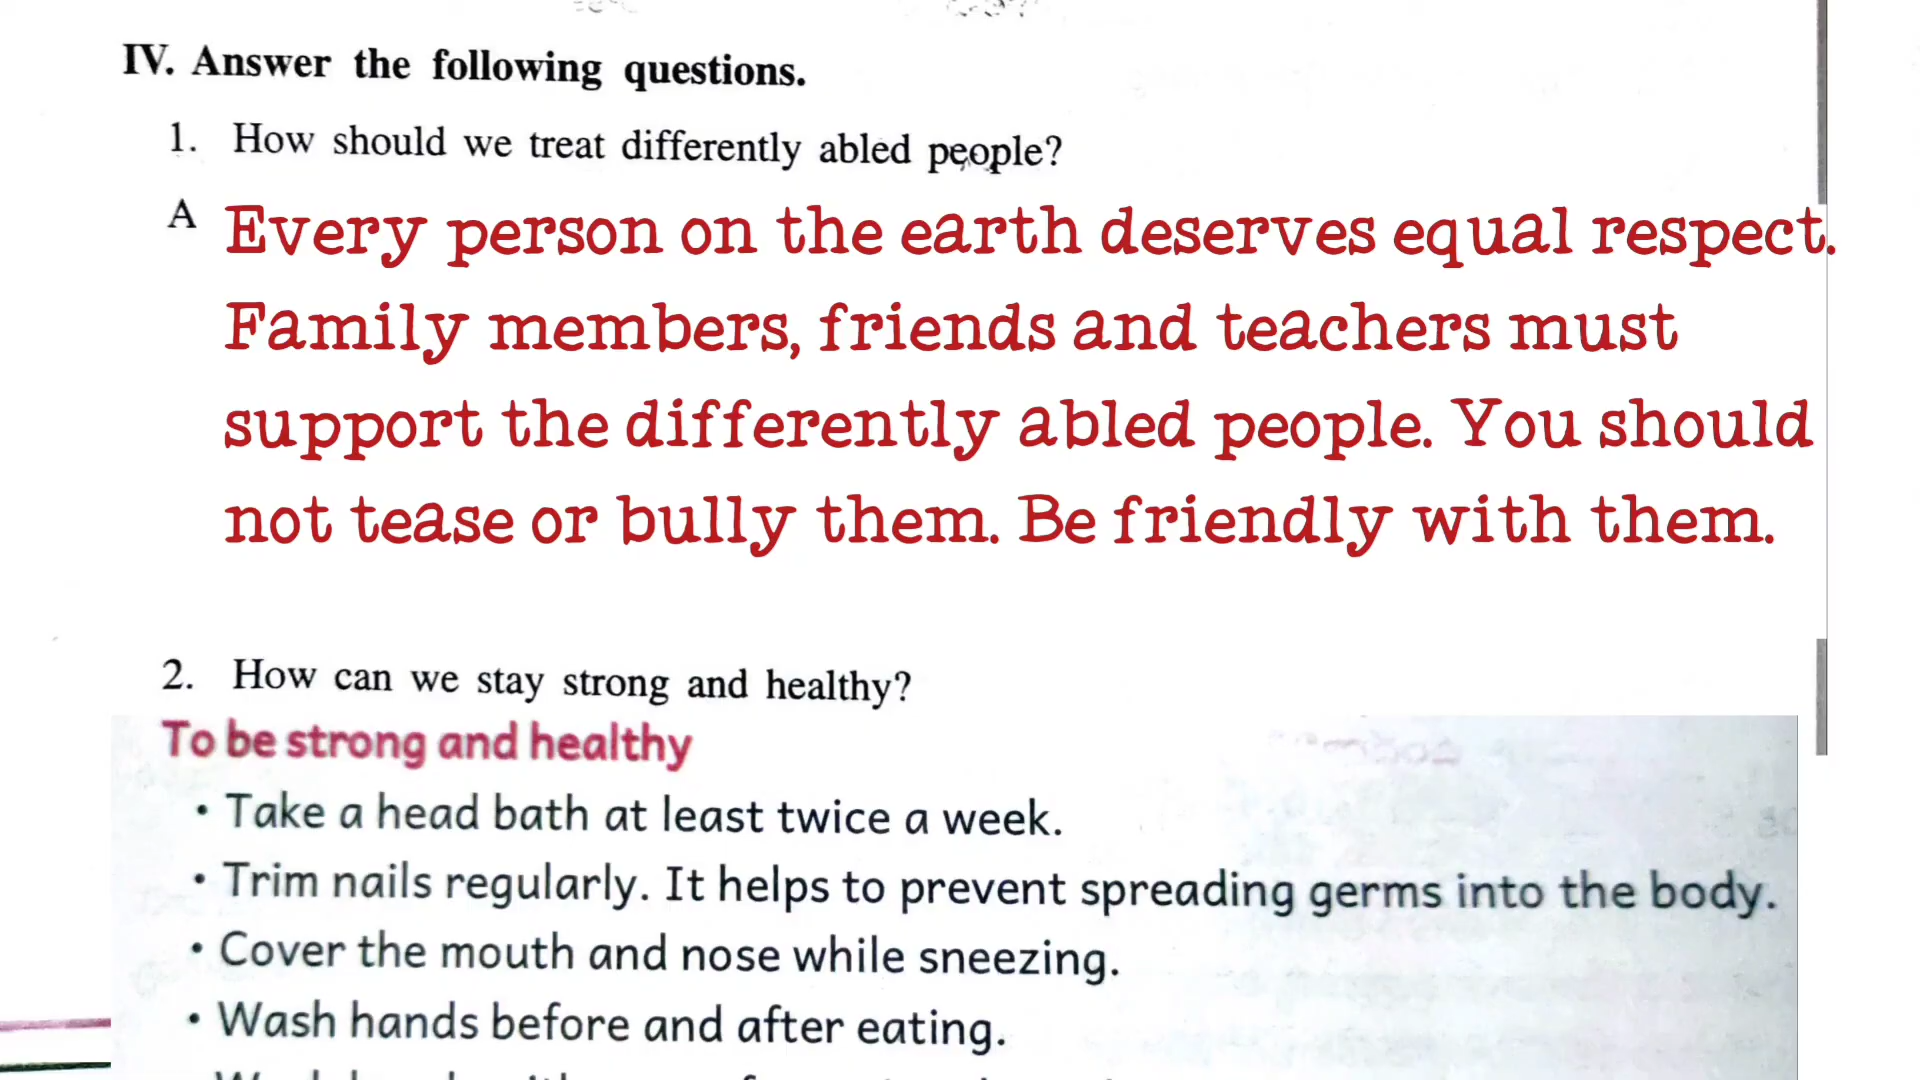 IV. Answer the following questions.
1. How should we treat differently abled people?
A Every person on the earth deserves equal respect.
Family members, friends and teachers must
support the differently abled people. You should
not tease or bully them. Be friendly with them.
2. How can we stay strong and healthy?
To be strong and healthy
• Take a head bath at least twice a week.
• Trim nails regularly. It helps to prevent spreading germs into the body.
• Cover the mouth and nose while sneezing.
• Wash hands before and after eating.